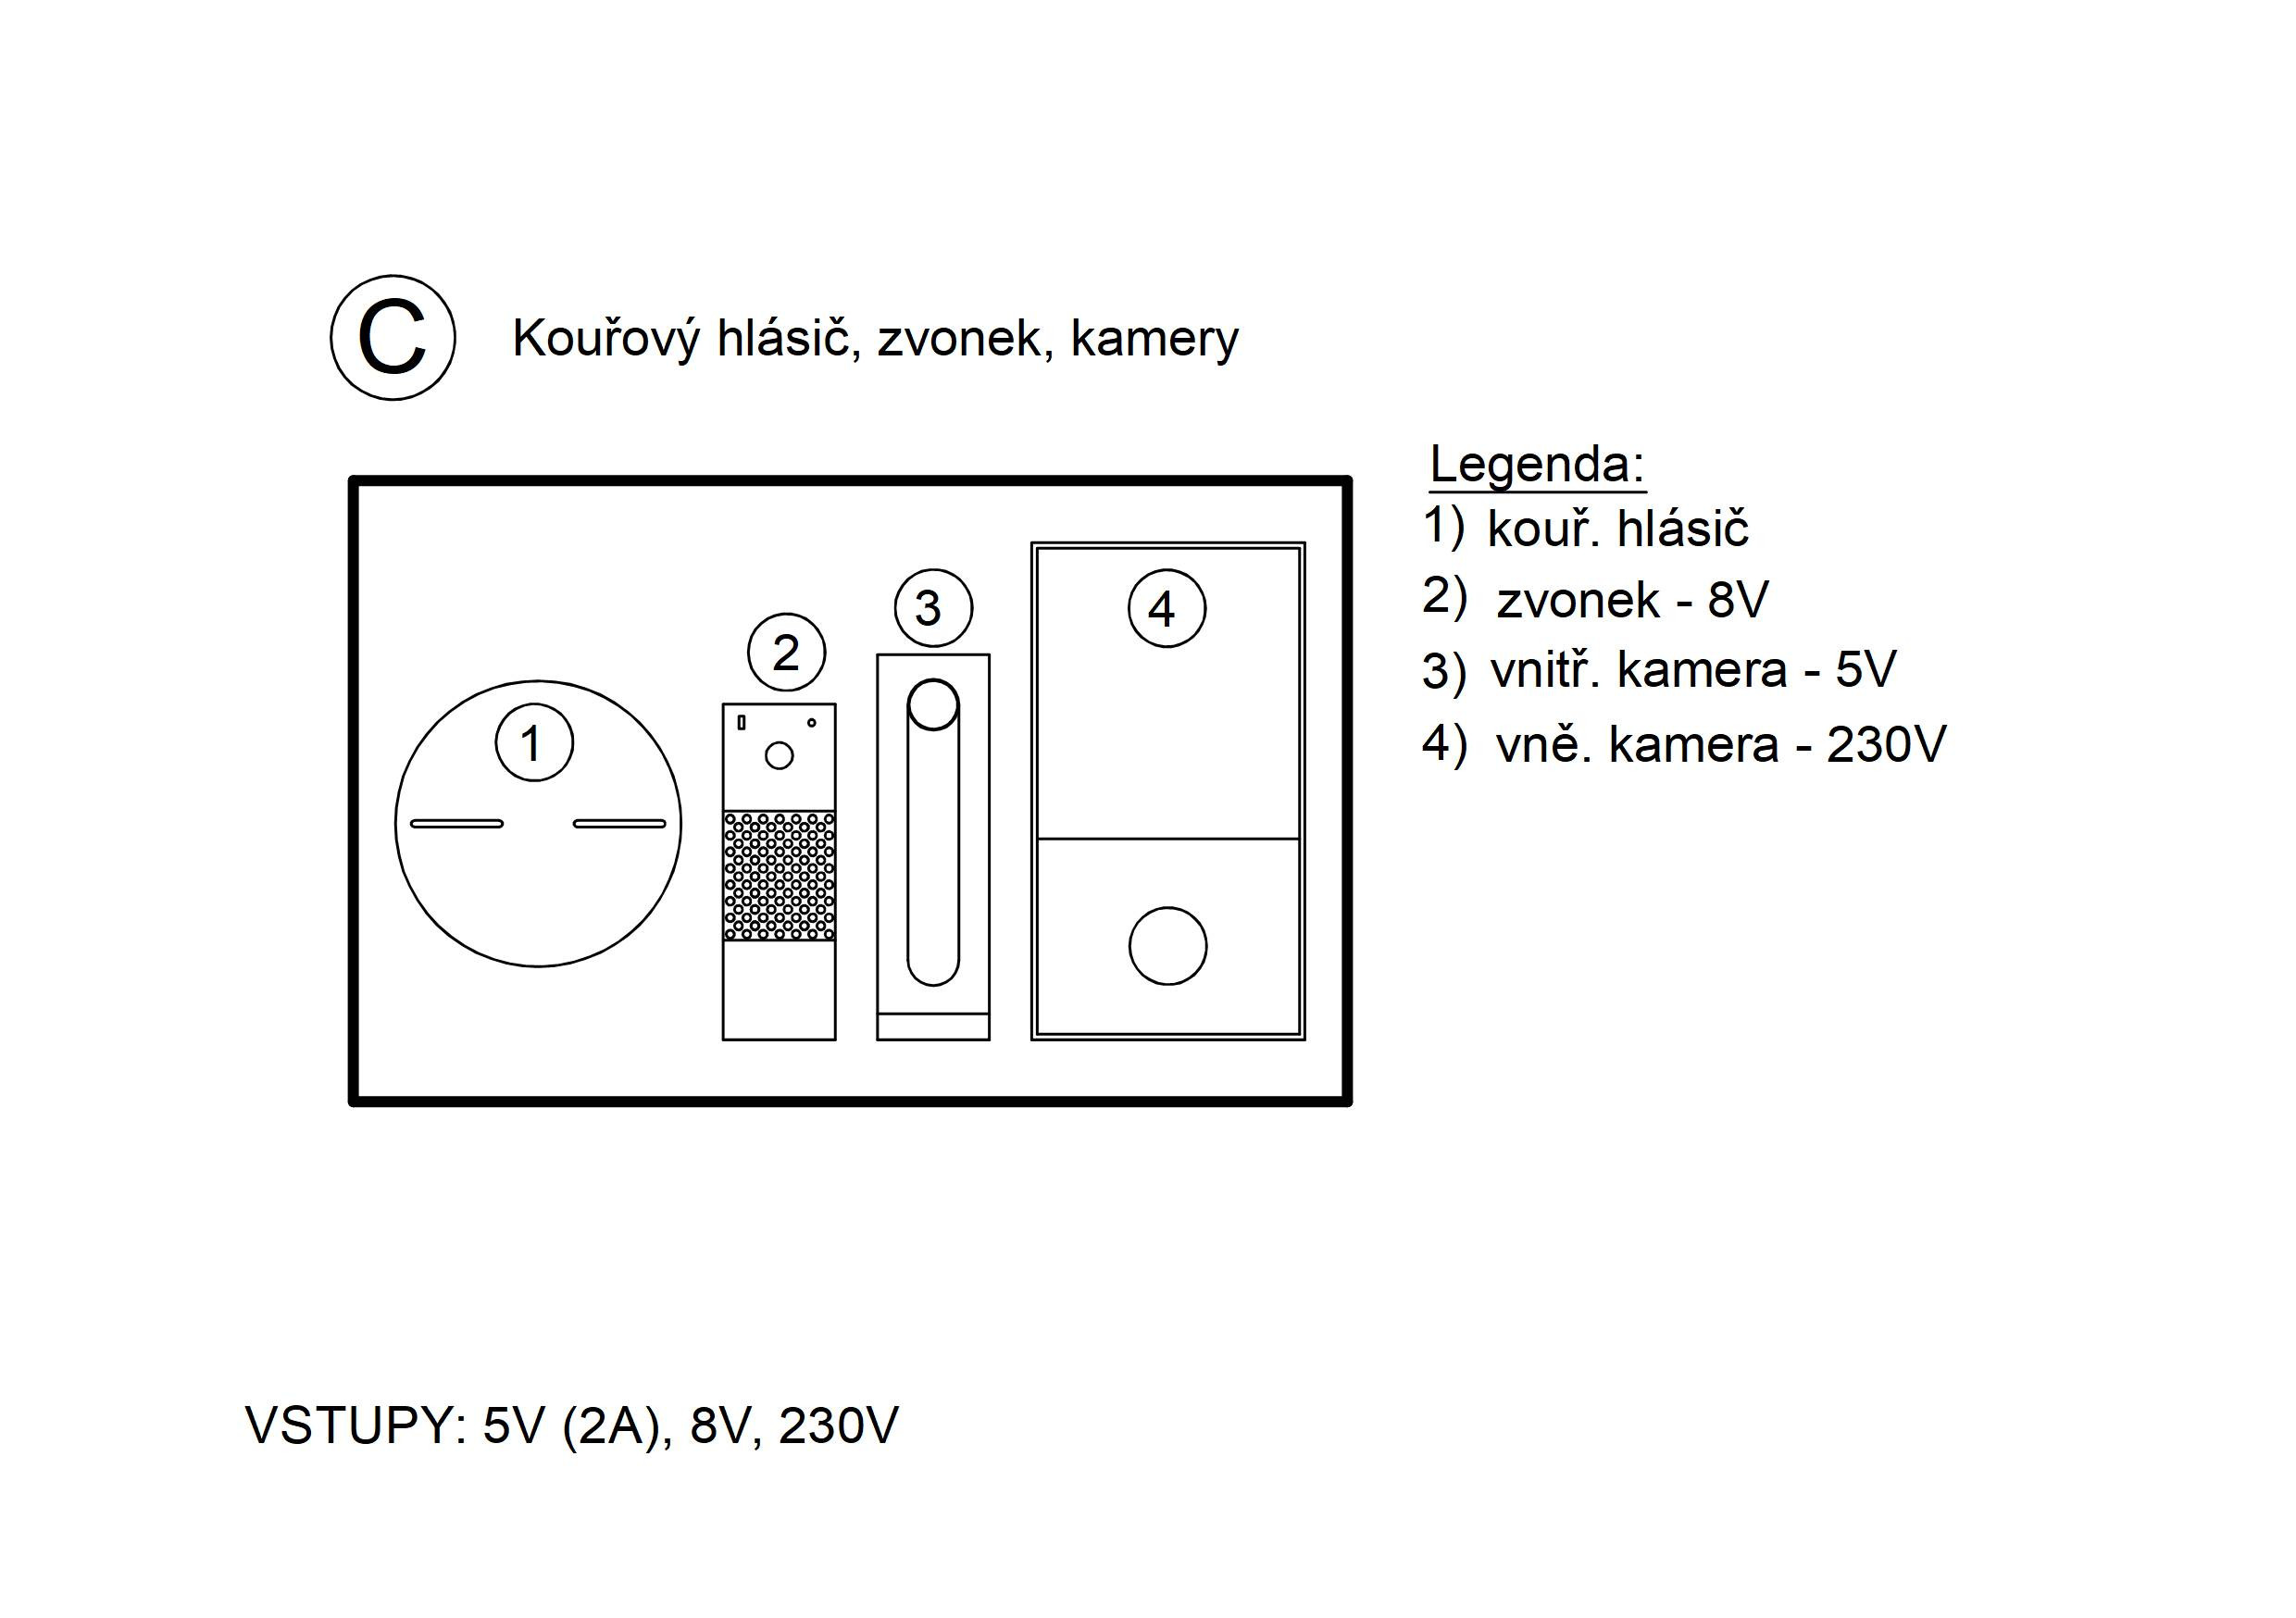 C Kouřový hlásič, zvonek, kamery
Legenda:
1) kouř. hlásič
2) zvonek - 8V
3) vnitř. kamera - 5V
4) vně. kamera - 230V
1
2
3
4
VSTUPY: 5V (2A), 8V, 230V